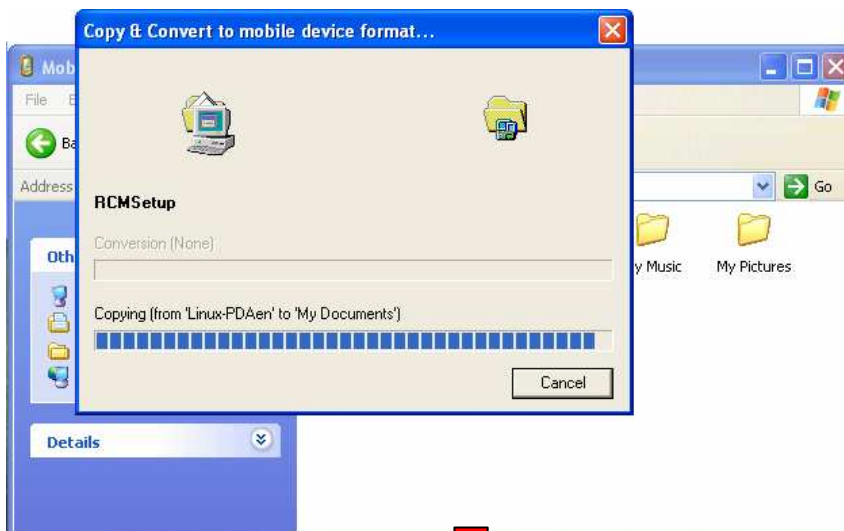 Copy & Convert to mobile device format...
Mob
File E
Ba
Address
Go
RCMSetup
Conversion (None)
Oth
y Music
My Pictures
Copying (from 'Linux-PDAen' to 'My Documents')
Cancel
Details